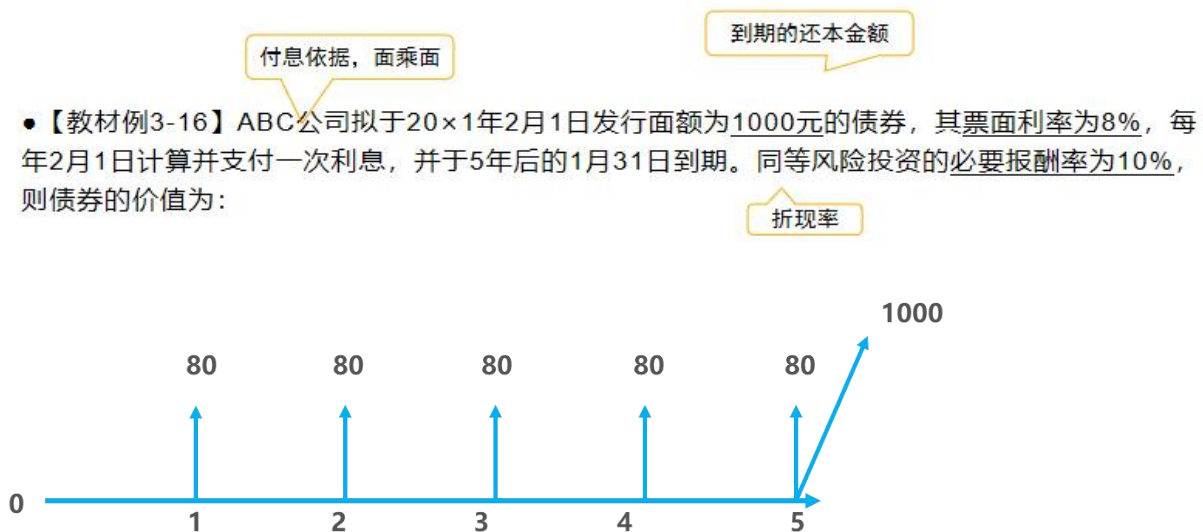 到期的还本金额
付息依据，面乘面
●【教材例3-16】ABC公司拟于20×1年2月1日发行面额为1000元的债券，其票面利率为8%，每
年2月1日计算并支付一次利息，并于5年后的1月31日到期。同等风险投资的必要报酬率为10%，
则债券的价值为：
折现率
1000
80 80 80 80 80
0
1 2 3 4 5